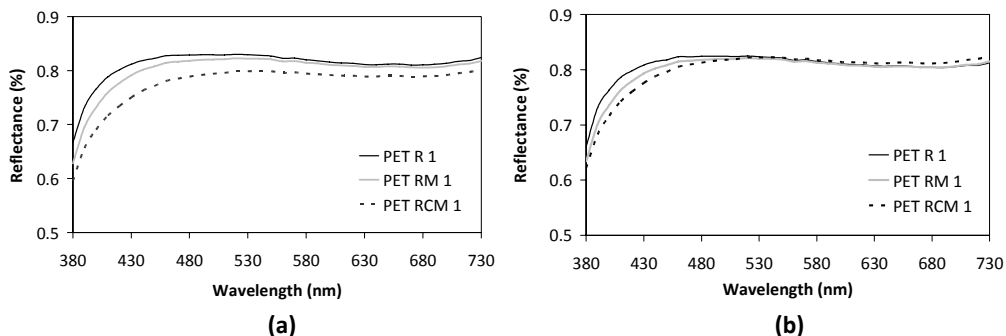 0.9
0.8
0.7
0.6
0.5
Reflectance (%)
PET R 1
PET RM 1
PET RCM 1
380 430 480 530 580 630 680 730
Wavelength (nm)
(a)
0.9
0.8
0.7
0.6
0.5
Reflectance (%)
PET R 1
PET RM 1
PET RCM 1
380 430 480 530 580 630 680 730
Wavelength (nm)
(b)